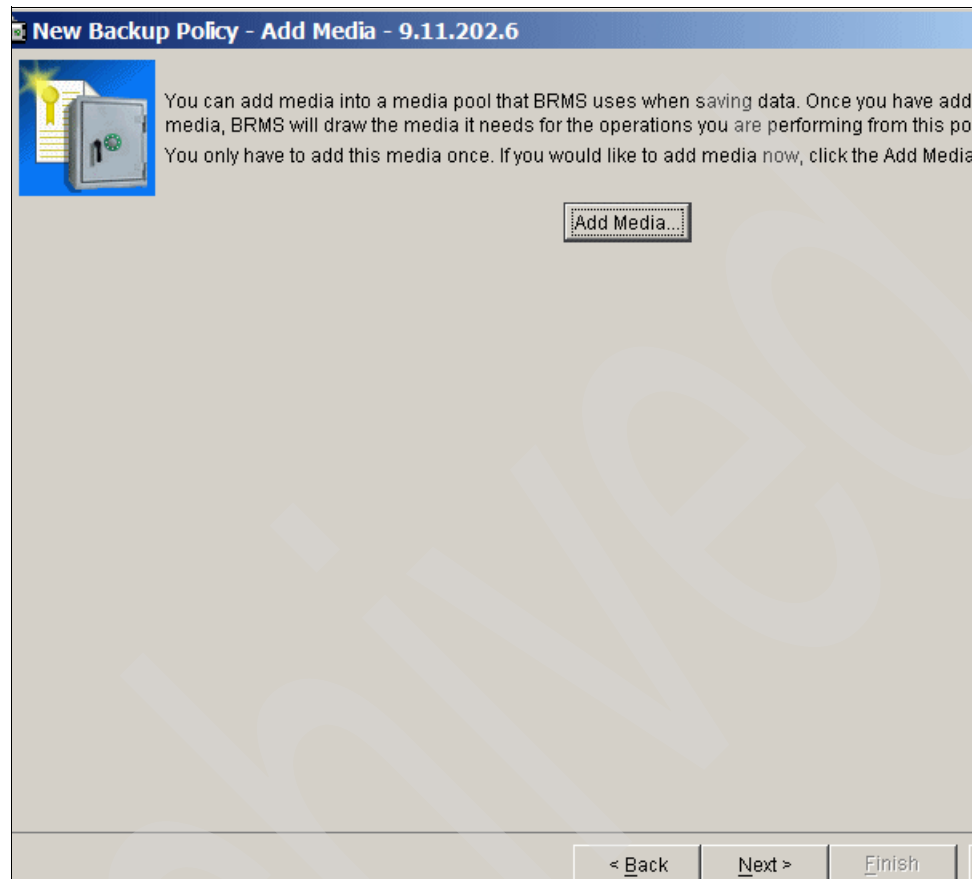 New Backup Policy - Add Media - 9.11.202.6
You can add media into a media pool that BRMS uses when saving data. Once you have add
media, BRMS will draw the media it needs for the operations you are performing from this po
You only have to add this media once. If you would like to add media now, click the Add Media
Add Media...
< Back Next > Finish